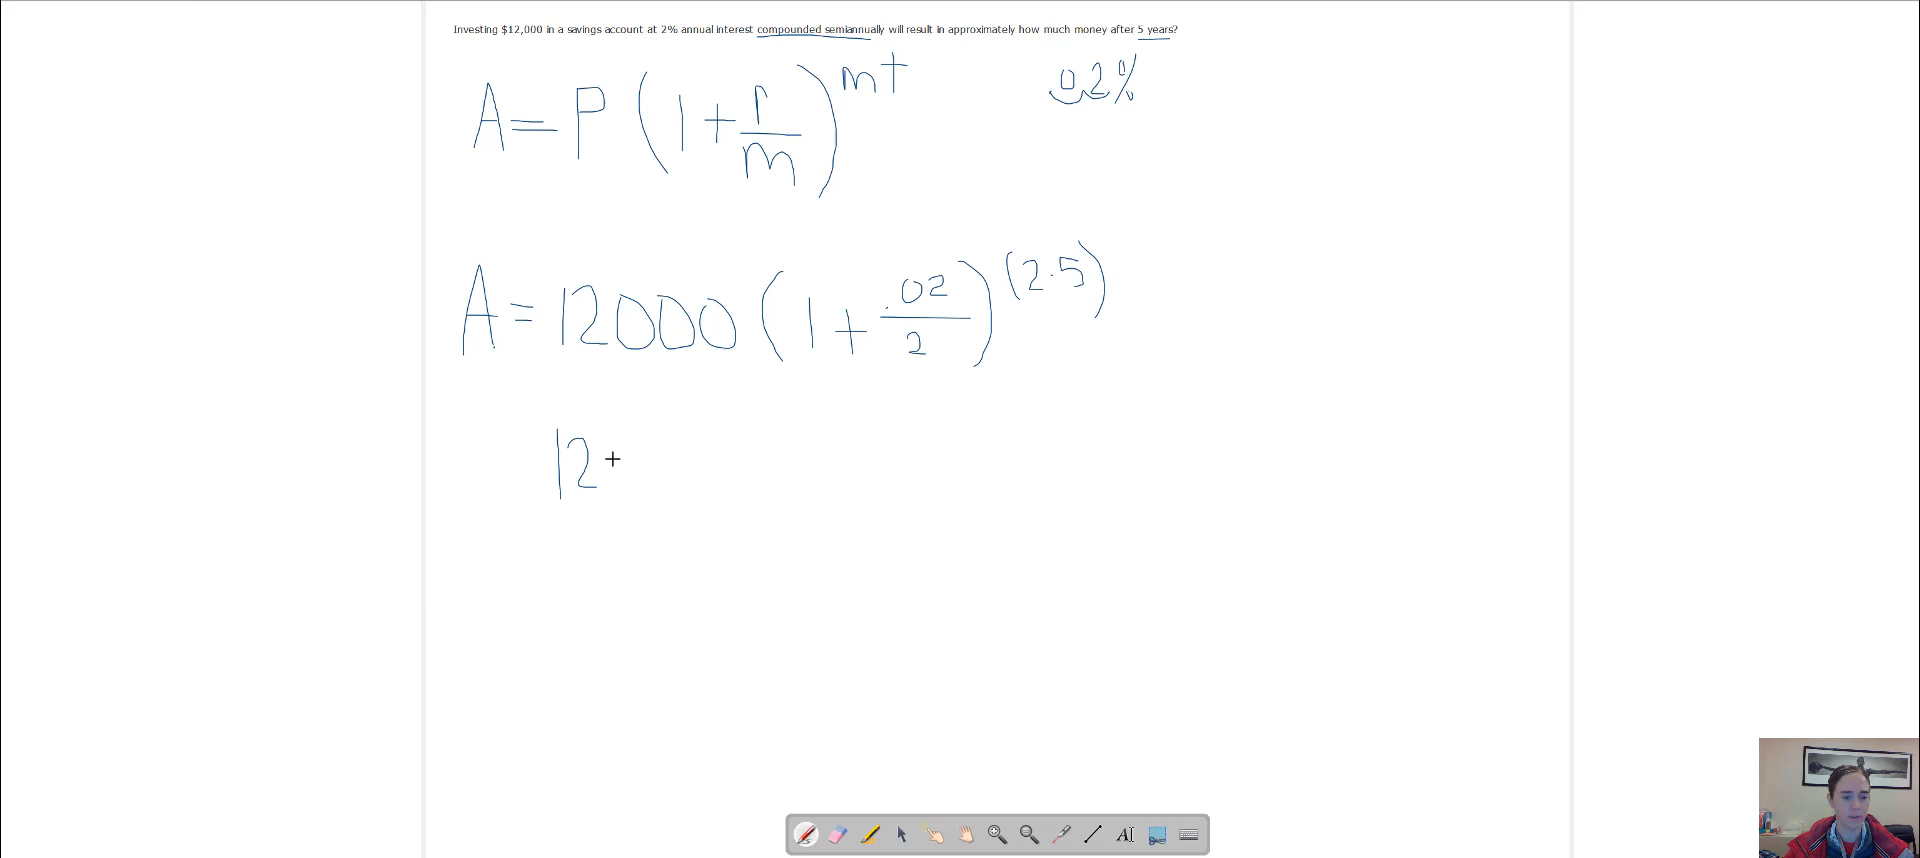 Investing $12,000 in a savings account at 2% annual interest compounded semiannually will result in approximately how much money after 5 years?
A = P (1 + r/m)^mt
02%
A = 12000 (1 + .02/2)^(2·5)
12
AI